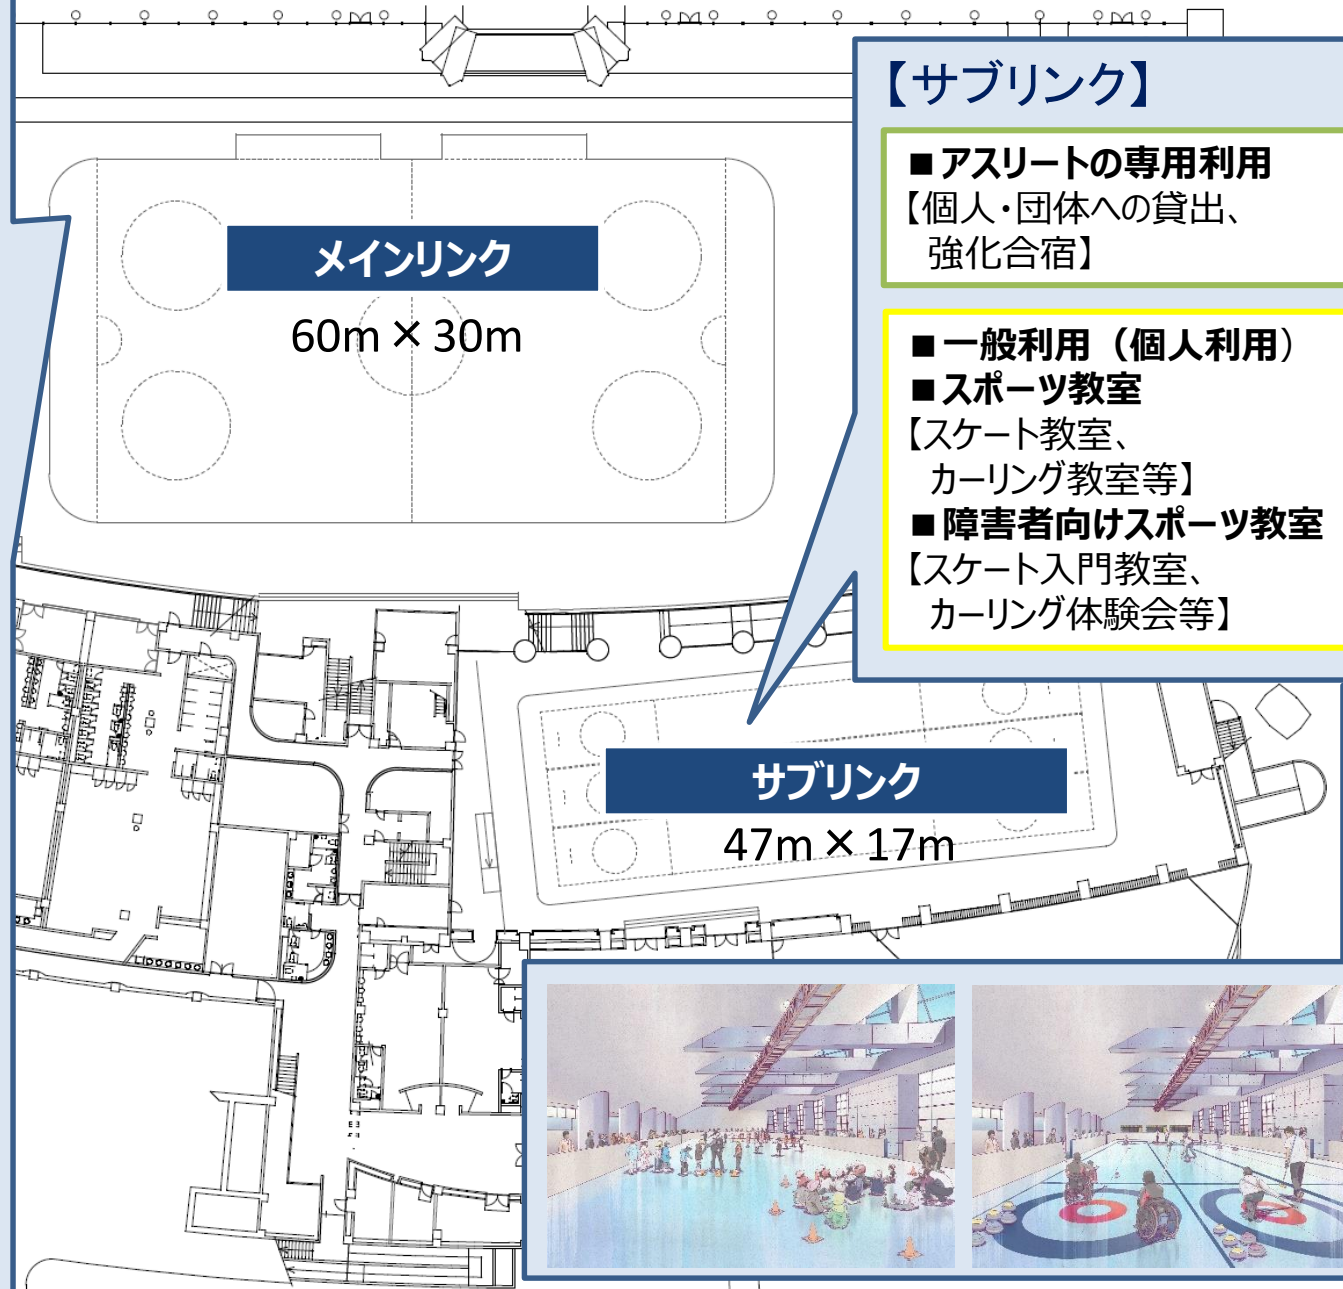 【サブリンク】
■アスリートの専用利用
【個人・団体への貸出、
強化合宿】
■一般利用（個人利用）
■スポーツ教室
【スケート教室、
カーリング教室等】
■障害者向けスポーツ教室
【スケート入門教室、
カーリング体験会等】
メインリンク
60m×30m
サブリンク
47m×17m